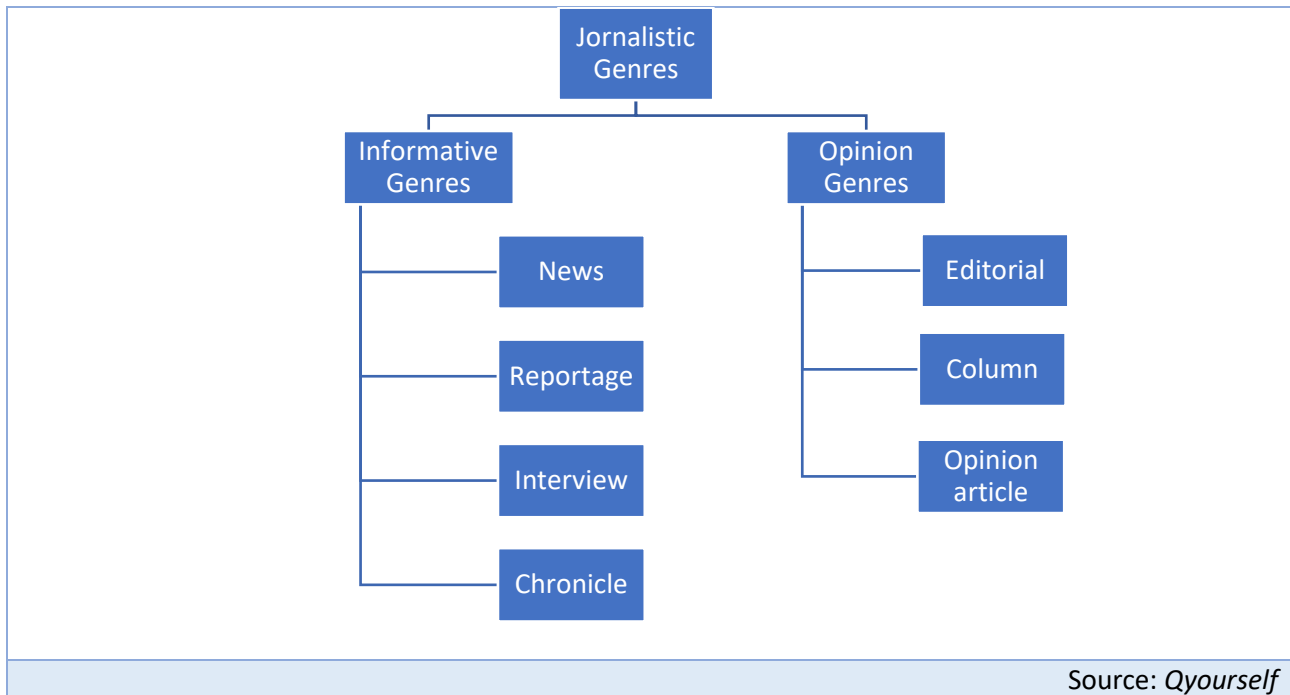 Jornalistic
Genres
Informative
Genres
News
Reportage
Interview
Chronicle
Opinion
Genres
Editorial
Column
Opinion
article
Source: Qyourself